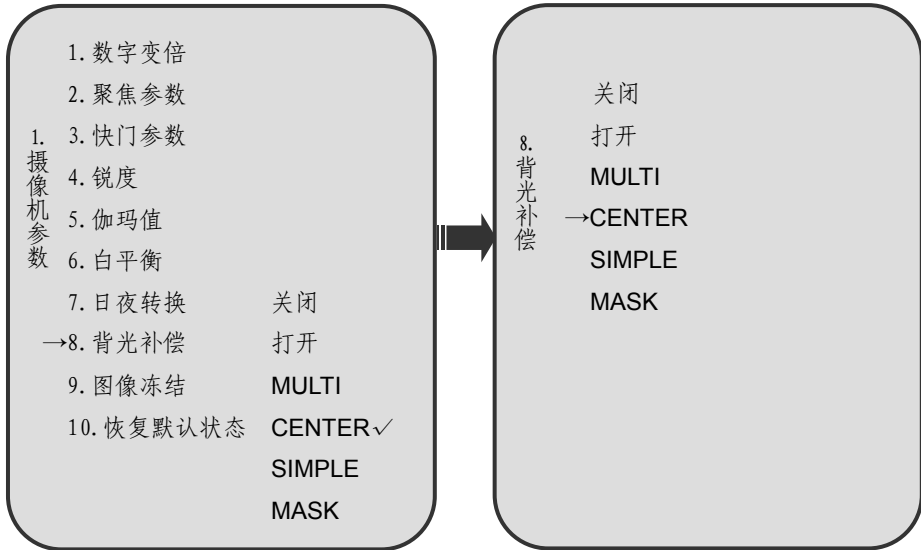 1.摄像机参数
1.数字变倍
2.聚焦参数
3.快门参数
4.锐度
5.伽玛值
6.白平衡
7.日夜转换 关闭
→8.背光补偿 打开
9.图像冻结 MULTI
10.恢复默认状态 CENTER✓
SIMPLE
MASK
8.背光补偿
关闭
打开
MULTI
→CENTER
SIMPLE
MASK